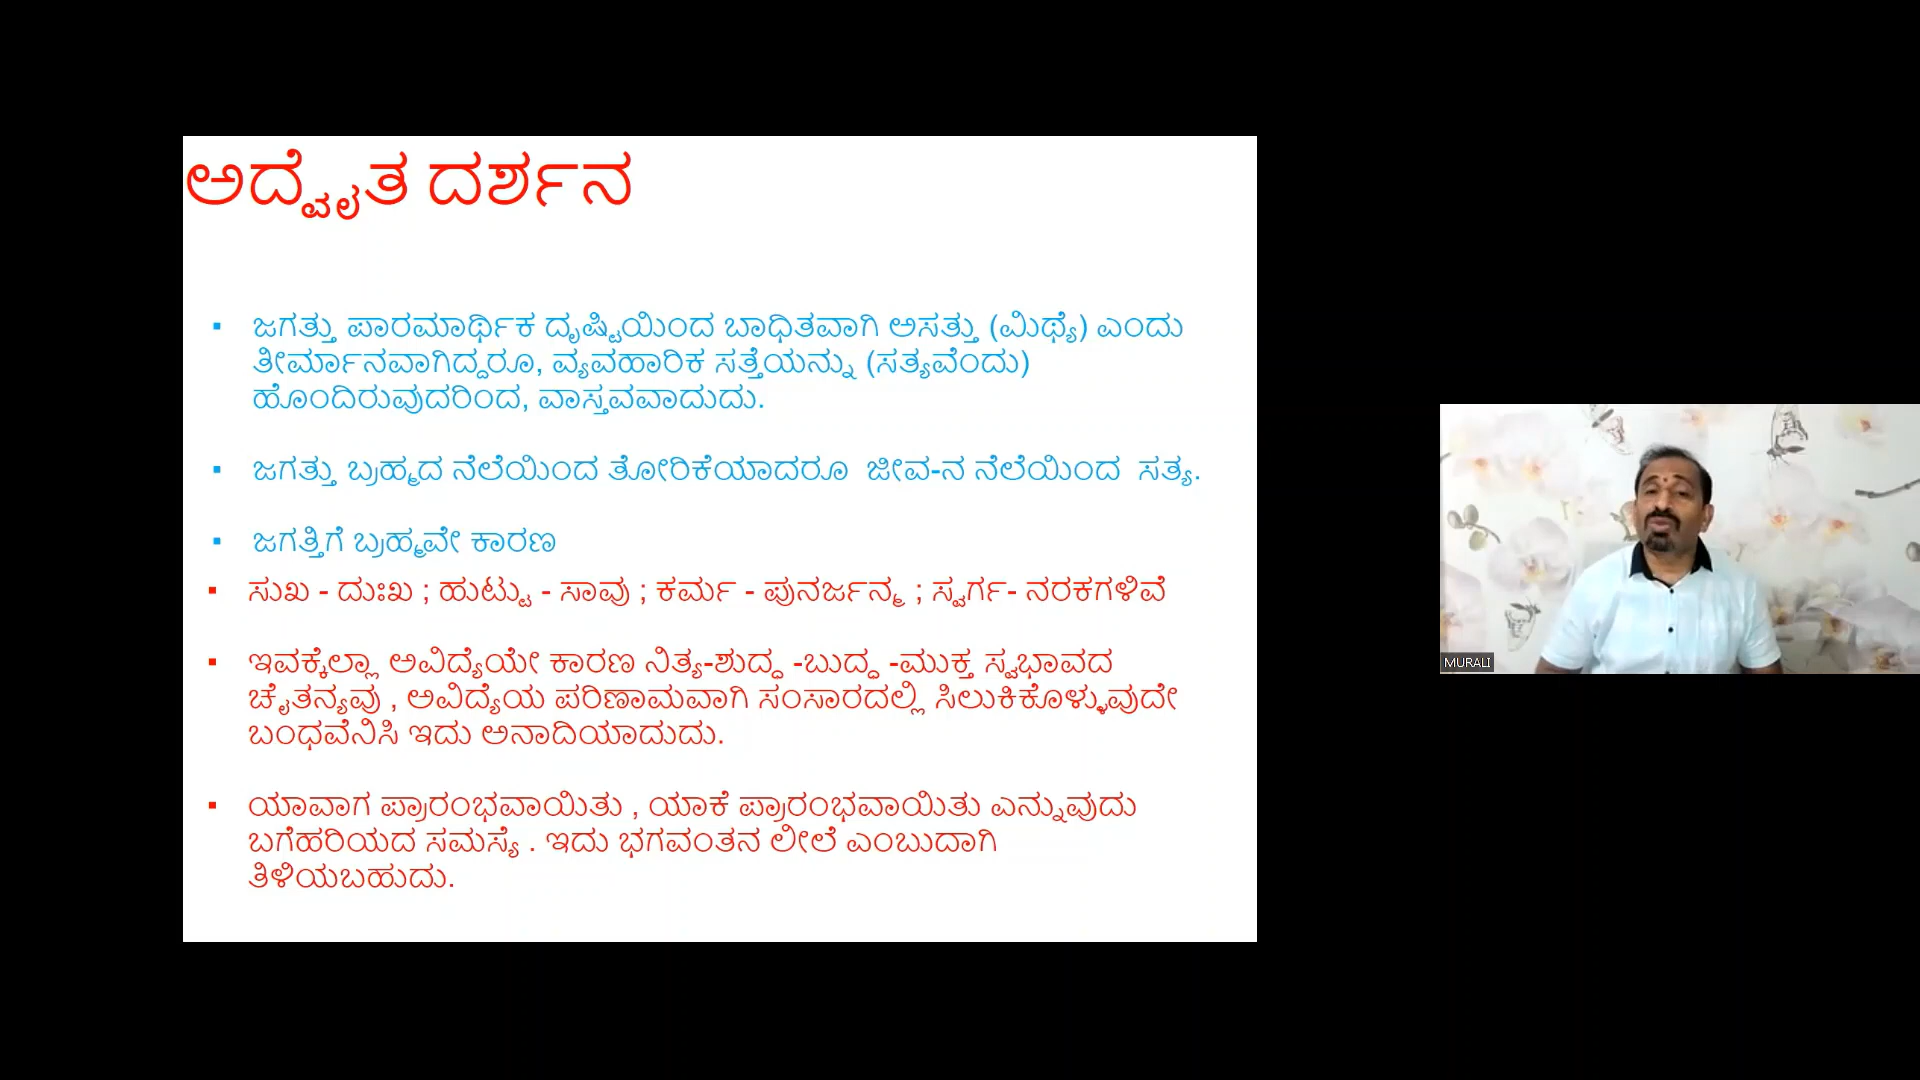 ಅದ್ವೈತ ದರ್ಶನ
▪ ಜಗತ್ತು ಪಾರಮಾರ್ಥಿಕ ದೃಷ್ಟಿಯಿಂದ ಬಾಧಿತವಾಗಿ ಅಸತ್ತು (ಮಿಥ್ಯೆ) ಎಂದು
ತೀರ್ಮಾನವಾಗಿದ್ದರೂ, ವ್ಯವಹಾರಿಕ ಸತ್ತೆಯನ್ನು (ಸತ್ಯವೆಂದು)
ಹೊಂದಿರುವುದರಿಂದ, ವಾಸ್ತವವಾದುದು.
▪ ಜಗತ್ತು ಬ್ರಹ್ಮದ ನೆಲೆಯಿಂದ ತೋರಿಕೆಯಾದರೂ ಜೀವ-ನ ನೆಲೆಯಿಂದ ಸತ್ಯ.
▪ ಜಗತ್ತಿಗೆ ಬ್ರಹ್ಮವೇ ಕಾರಣ
▪ ಸುಖ - ದುಃಖ ; ಹುಟ್ಟು - ಸಾವು ; ಕರ್ಮ - ಪುನರ್ಜನ್ಮ ; ಸ್ವರ್ಗ- ನರಕಗಳಿವೆ
▪ ಇವಕ್ಕೆಲ್ಲಾ ಅವಿದ್ಯೆಯೇ ಕಾರಣ ನಿತ್ಯ-ಶುದ್ಧ -ಬುದ್ಧ -ಮುಕ್ತ ಸ್ವಭಾವದ
ಚೈತನ್ಯವು , ಅವಿದ್ಯೆಯ ಪರಿಣಾಮವಾಗಿ ಸಂಸಾರದಲ್ಲಿ ಸಿಲುಕಿಕೊಳ್ಳುವುದೇ
ಬಂಧವೆನಿಸಿ ಇದು ಅನಾದಿಯಾದುದು.
▪ ಯಾವಾಗ ಪ್ರಾರಂಭವಾಯಿತು , ಯಾಕೆ ಪ್ರಾರಂಭವಾಯಿತು ಎನ್ನುವುದು
ಬಗೆಹರಿಯದ ಸಮಸ್ಯೆ . ಇದು ಭಗವಂತನ ಲೀಲೆ ಎಂಬುದಾಗಿ
ತಿಳಿಯಬಹುದು.
MURALI